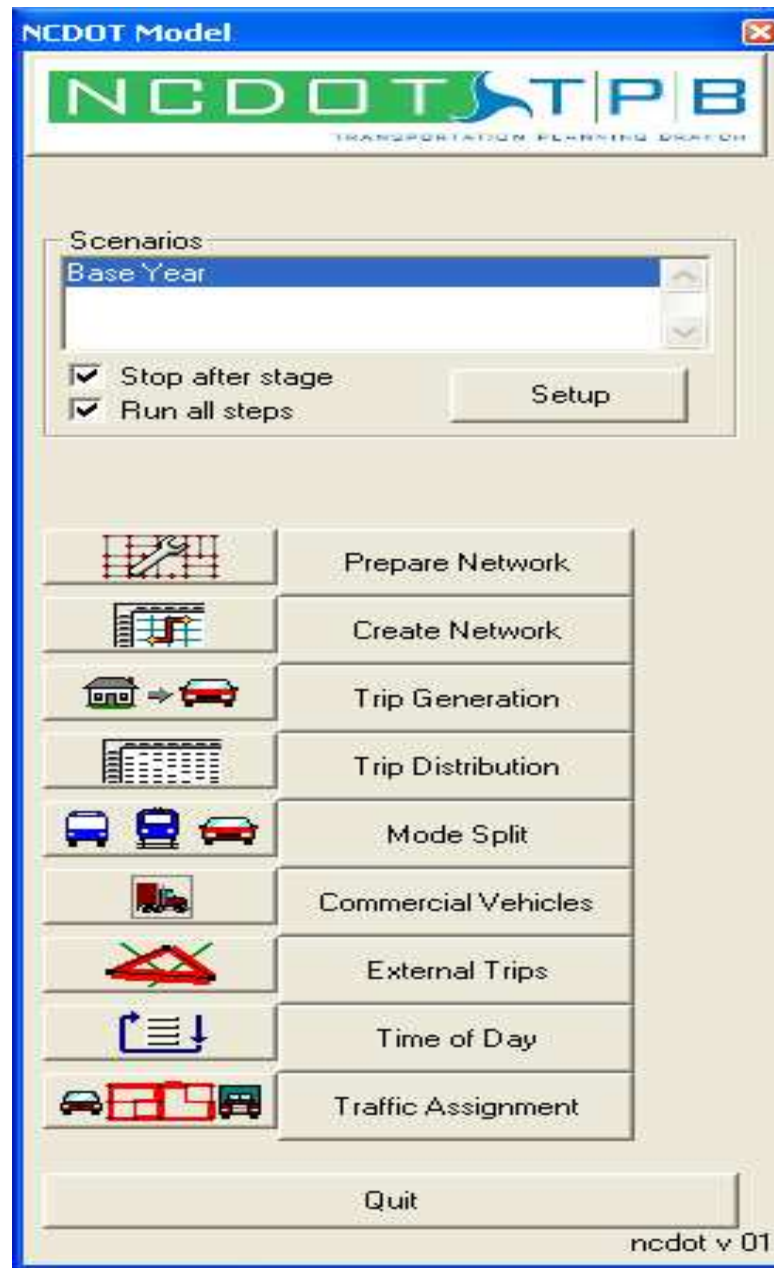 NCDOT Model
NCDOT TPB
TRANSPORTATION PLANNING BRANCH
Scenarios
Base Year
Stop after stage
Run all steps
Setup
Prepare Network
Create Network
Trip Generation
Trip Distribution
Mode Split
Commercial Vehicles
External Trips
Time of Day
Traffic Assignment
Quit
ncdot v 01